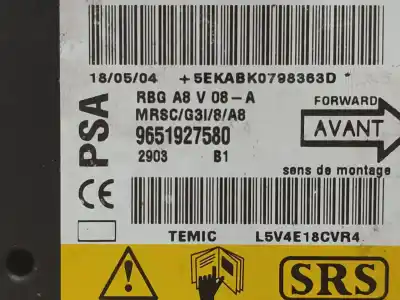 18/05/04 +5EKABK0798363D *
PSA
RBG A8 V 08-A
MRSC/G3I/8/A8
9651927580
2903 B1
FORWARD
AVANT
sens de montage
CE
TEMIC L5V4E18CVR4
SRS